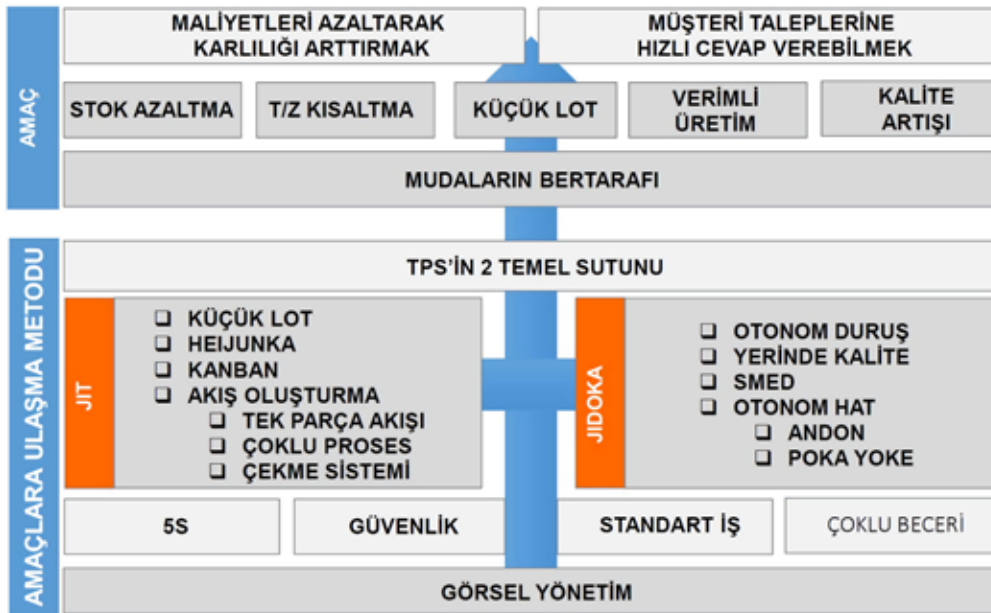 MALİYETLERİ AZALTARAK
KARLILIĞI ARTTIRMAK
MÜŞTERİ TALEPLERİNE
HIZLI CEVAP VEREBİLMEK
AMAÇ
STOK AZALTMA
T/Z KISALTMA
KÜÇÜK LOT
VERİMLİ
ÜRETİM
KALİTE
ARTIŞI
MUDALARIN BERTARAFI
AMAÇLARA ULAŞMA METODU
TPS'İN 2 TEMEL SUTUNU
JIT
KÜÇÜK LOT
HEIJUNKA
KANBAN
AKIŞ OLUŞTURMA
TEK PARÇA AKIŞI
ÇOKLU PROSES
ÇEKME SİSTEMİ
JIDOKA
OTONOM DURUŞ
YERİNDE KALİTE
SMED
OTONOM HAT
ANDON
POKA YOKE
5S
GÜVENLİK
STANDART İŞ
ÇOKLU BECERİ
GÖRSEL YÖNETİM